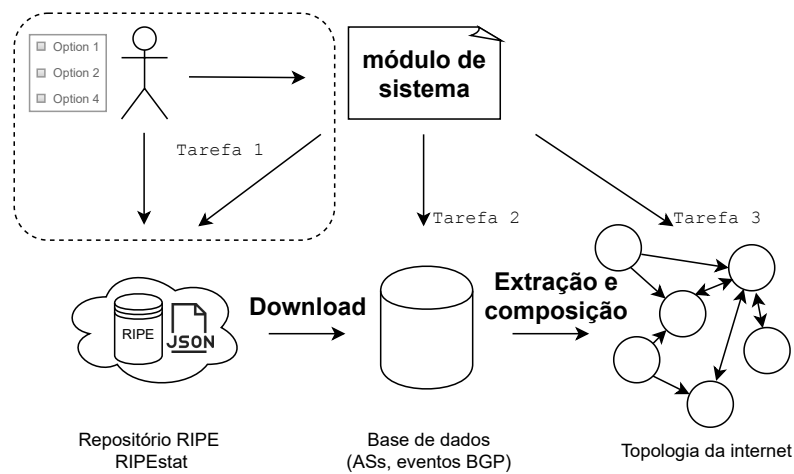 Option 1
Option 2
Option 4
módulo de
sistema
Tarefa 1
Tarefa 2
Tarefa 3
RIPE
JSON
Download
Extração e
composição
Repositório RIPE
RIPEstat
Base de dados
(ASs, eventos BGP)
Topologia da internet